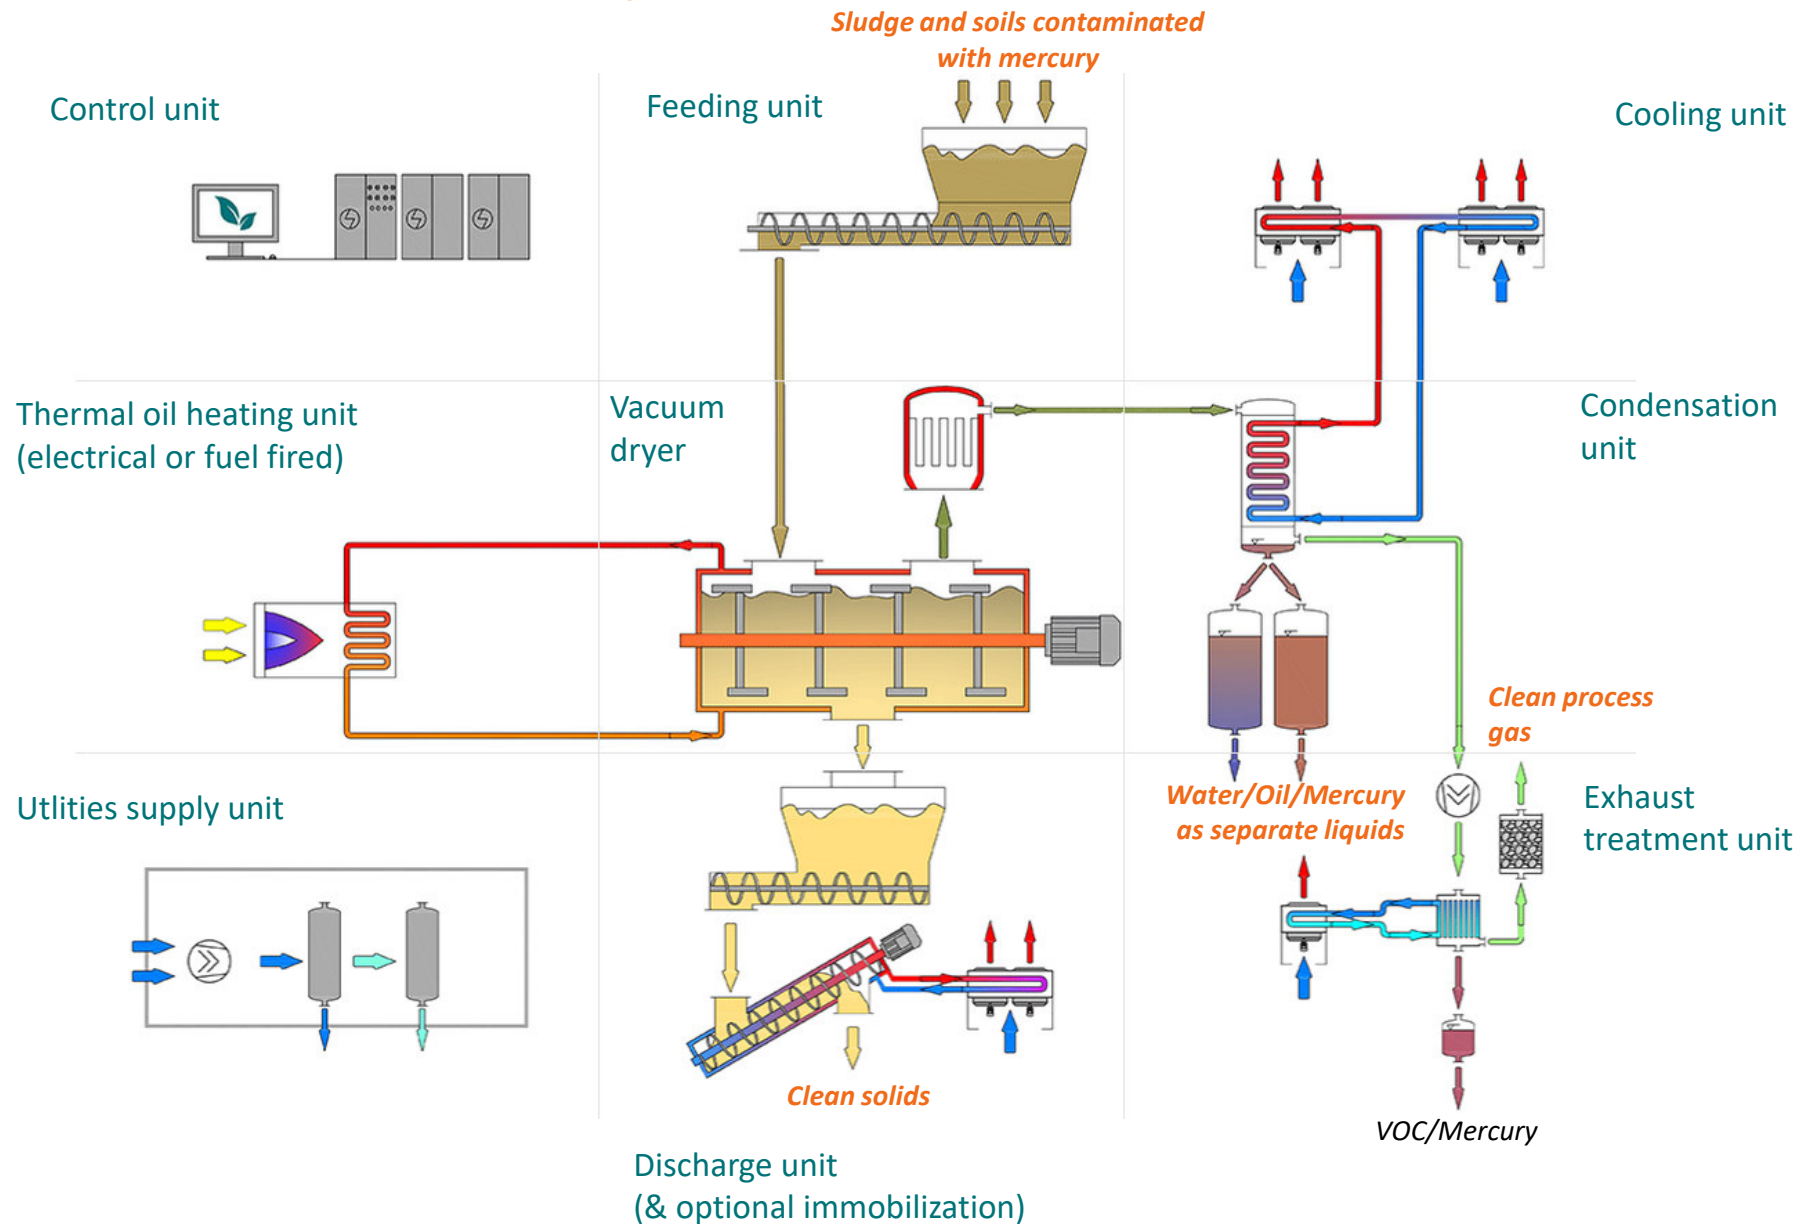 Sludge and soils contaminated
with mercury
Control unit
Feeding unit
Cooling unit
Thermal oil heating unit
(electrical or fuel fired)
Vacuum
dryer
Condensation
unit
Clean process
gas
Utlities supply unit
Water/Oil/Mercury
as separate liquids
Exhaust
treatment unit
Clean solids
VOC/Mercury
Discharge unit
(& optional immobilization)